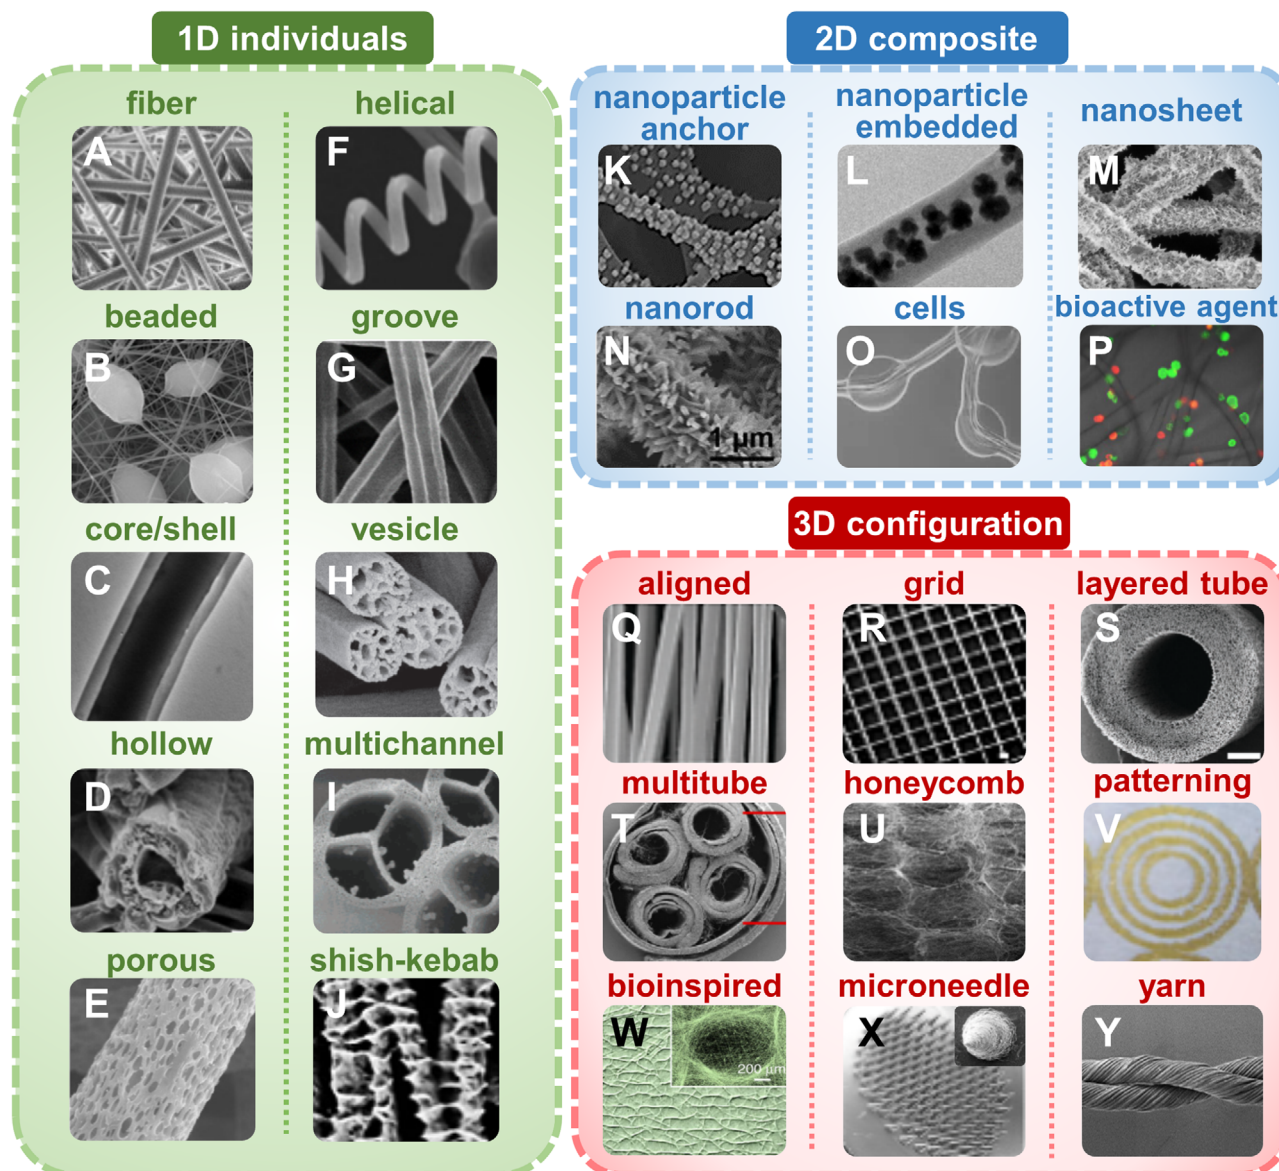 1D individuals
fiber
helical
A
F
beaded
groove
B
G
core/shell
vesicle
C
H
hollow
multichannel
D
I
porous
shish-kebab
E
J
2D composite
nanoparticle
anchor
nanoparticle
embedded
nanosheet
K
L
M
nanorod
cells
bioactive agent
N
1 μm
O
P
3D configuration
aligned
grid
layered tube
Q
R
S
multitube
honeycomb
patterning
T
U
V
bioinspired
microneedle
yarn
W
200 μm
X
Y